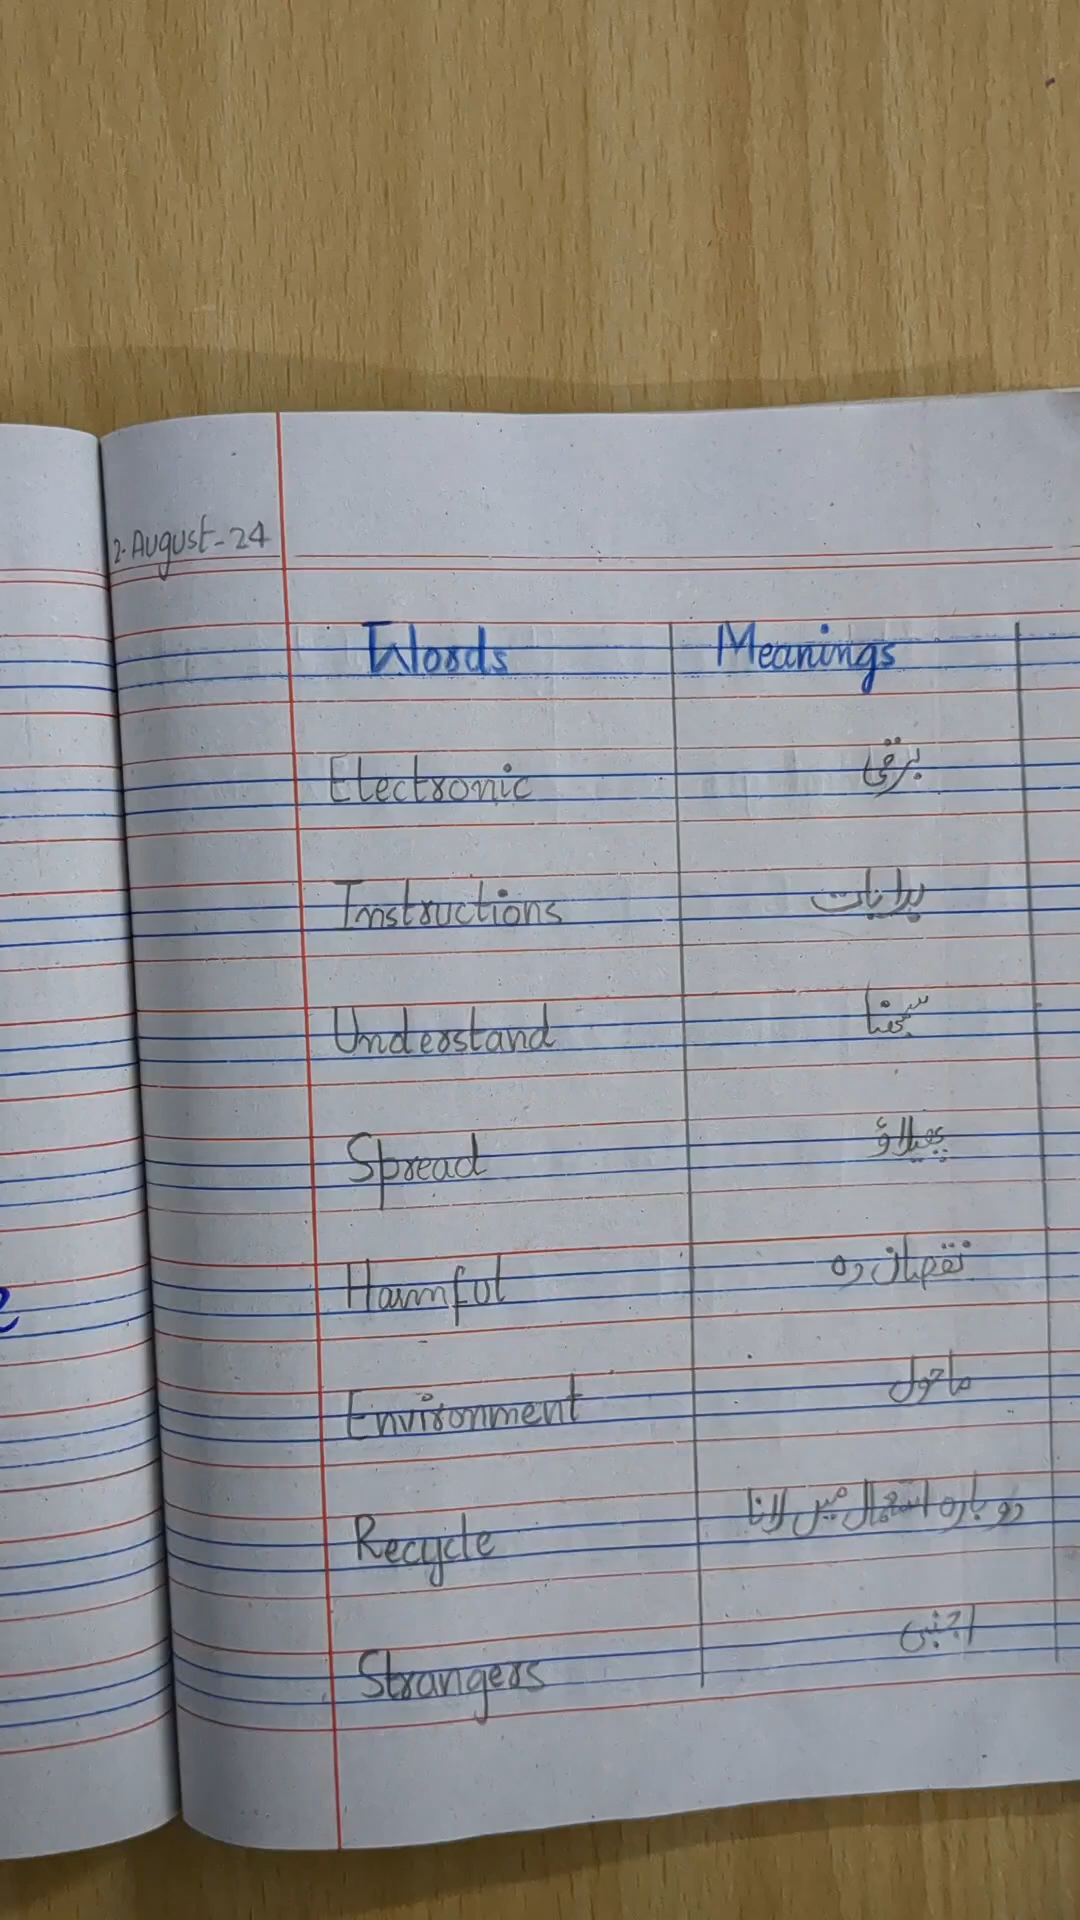 2. August-24
Words Meanings
Electronic برقی
Instructions ہدایات
Understand سمجھنا
Spread پھیلاؤ
Harmful نقصان دہ
Environment ماحول
Recycle دوبارہ استعمال میں لانا
Strangers اجنبی